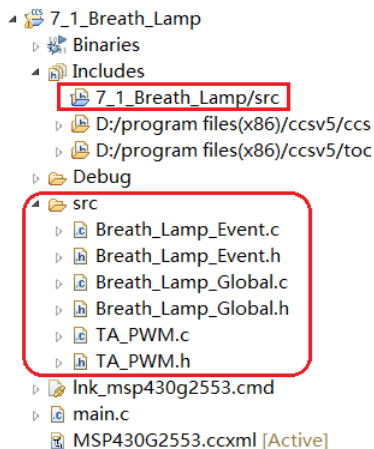 7_1_Breath_Lamp
Binaries
Includes
7_1_Breath_Lamp/src
D:/program files(x86)/ccsv5/ccs
D:/program files(x86)/ccsv5/too
Debug
src
Breath_Lamp_Event.c
Breath_Lamp_Event.h
Breath_Lamp_Global.c
Breath_Lamp_Global.h
TA_PWM.c
TA_PWM.h
lnk_msp430g2553.cmd
main.c
MSP430G2553.ccxml [Active]